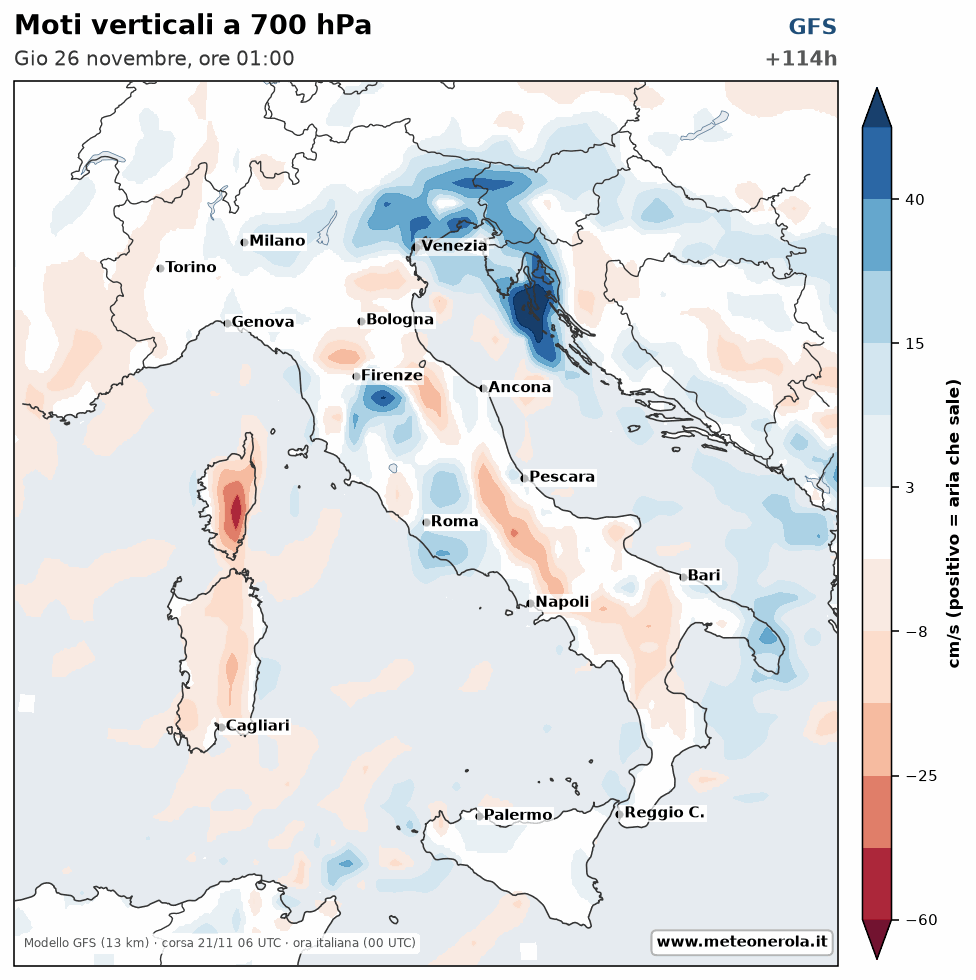 Moti verticali a 700 hPa
GFS
Gio 26 novembre, ore 01:00
+114h
Milano
Venezia
Torino
Genova
Bologna
Firenze
Ancona
Pescara
Roma
Bari
Napoli
Cagliari
Palermo
Reggio C.
40
15
3
−8
−25
−60
cm/s (positivo = aria che sale)
Modello GFS (13 km) · corsa 21/11 06 UTC · ora italiana (00 UTC)
www.meteonerola.it